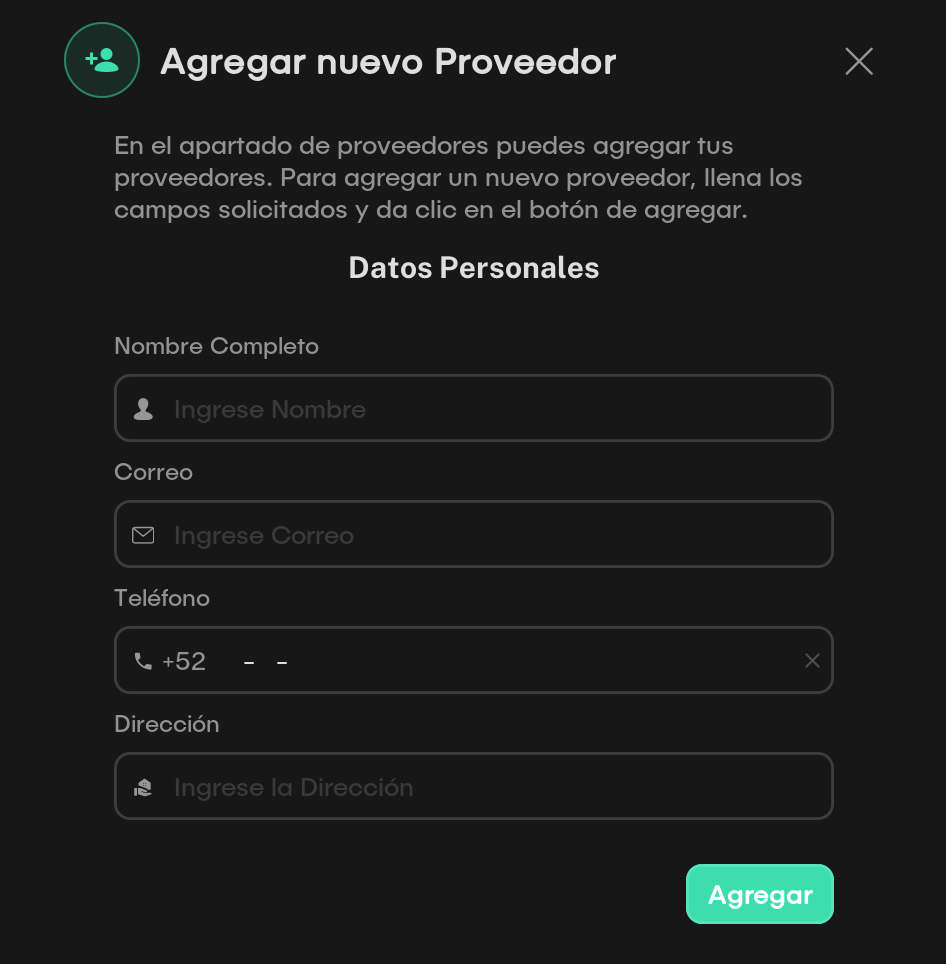 Agregar nuevo Proveedor
En el apartado de proveedores puedes agregar tus
proveedores. Para agregar un nuevo proveedor, llena los
campos solicitados y da clic en el botón de agregar.
Datos Personales
Nombre Completo
Ingrese Nombre
Correo
Ingrese Correo
Teléfono
+52 - -
Dirección
Ingrese la Dirección
Agregar